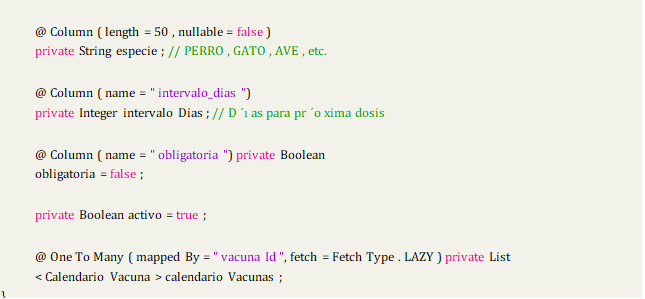 @ Column ( length = 50 , nullable = false )
private String especie ; // PERRO , GATO , AVE , etc.
@ Column ( name = " intervalo_dias ")
private Integer intervalo Dias ; // D ´ı as para pr ´o xima dosis
@ Column ( name = " obligatoria ") private Boolean
obligatoria = false ;
private Boolean activo = true ;
@ One To Many ( mapped By = " vacuna Id ", fetch = Fetch Type . LAZY ) private List
< Calendario Vacuna > calendario Vacunas ;
}